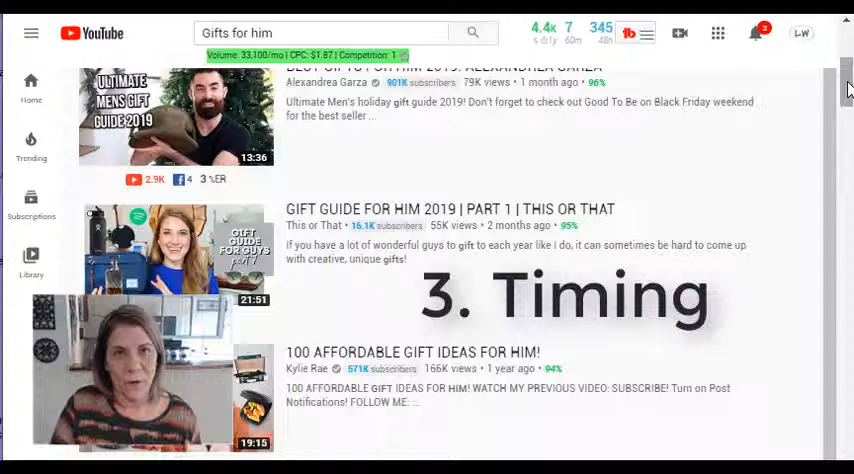 YouTube
Gifts for him
4.4k 7 345
60m 48h
2
L-W
Volume: 33,100/mo | CPC: $1.87 | Competition: 1
Alexandra Garza 901K subscribers 79K views • 1 month ago • 96%
Ultimate Men's holiday gift guide 2019! Don't forget to check out Good To Be on Black Friday weekend
for the best seller ...
ULTIMATE
MENS GIFT
GUIDE 2019
13:36
2.9K 4 3 %ER
Home
Trending
Subscriptions
Library
GIFT GUIDE FOR HIM 2019 | PART 1 | THIS OR THAT
This or That • 16.1K subscribers 55K views • 2 months ago • 95%
If you have a lot of wonderful guys to gift to each year like I do, it can sometimes be hard to come up
with creative, unique gifts!
GIFT
GUIDE
FOR GUYS
part 1
21:51
3. Timing
100 AFFORDABLE GIFT IDEAS FOR HIM!
Kylie Rae 571K subscribers 166K views • 1 year ago • 94%
100 AFFORDABLE GIFT IDEAS FOR HIM! WATCH MY PREVIOUS VIDEO: SUBSCRIBE! Turn on Post
Notifications! FOLLOW ME: ...
19:15